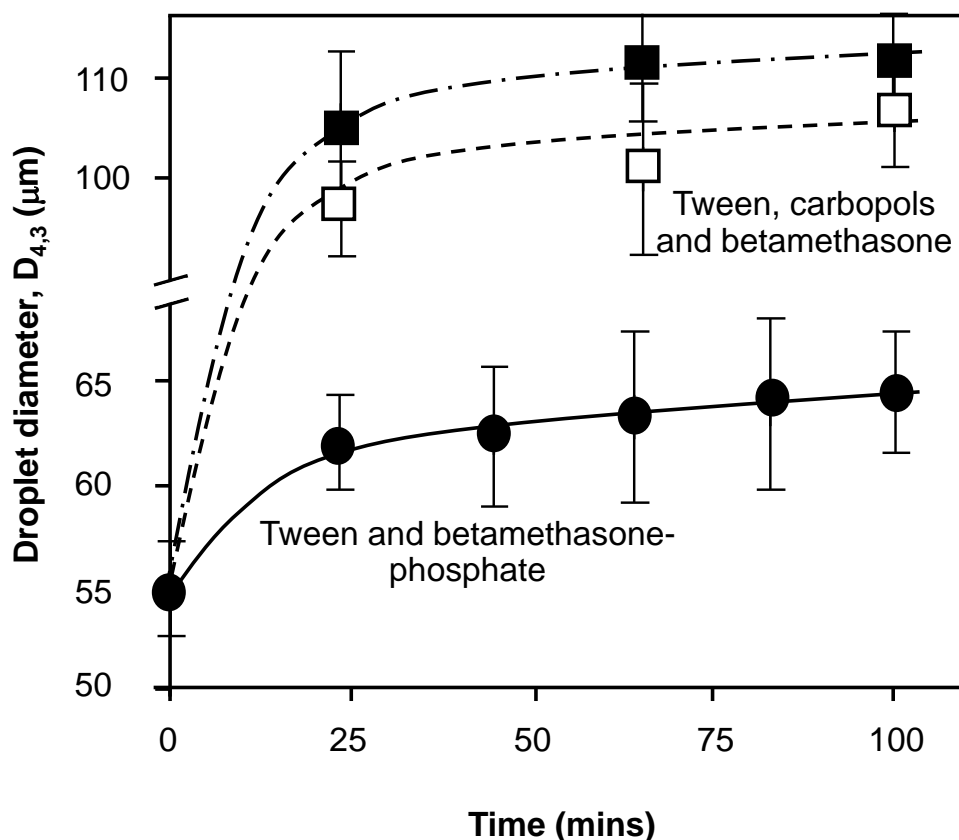 110
100
65
60
55
50
Droplet diameter, D4,3 (μm)
Tween, carbopols
and betamethasone
Tween and betamethasone-
phosphate
0 25 50 75 100
Time (mins)